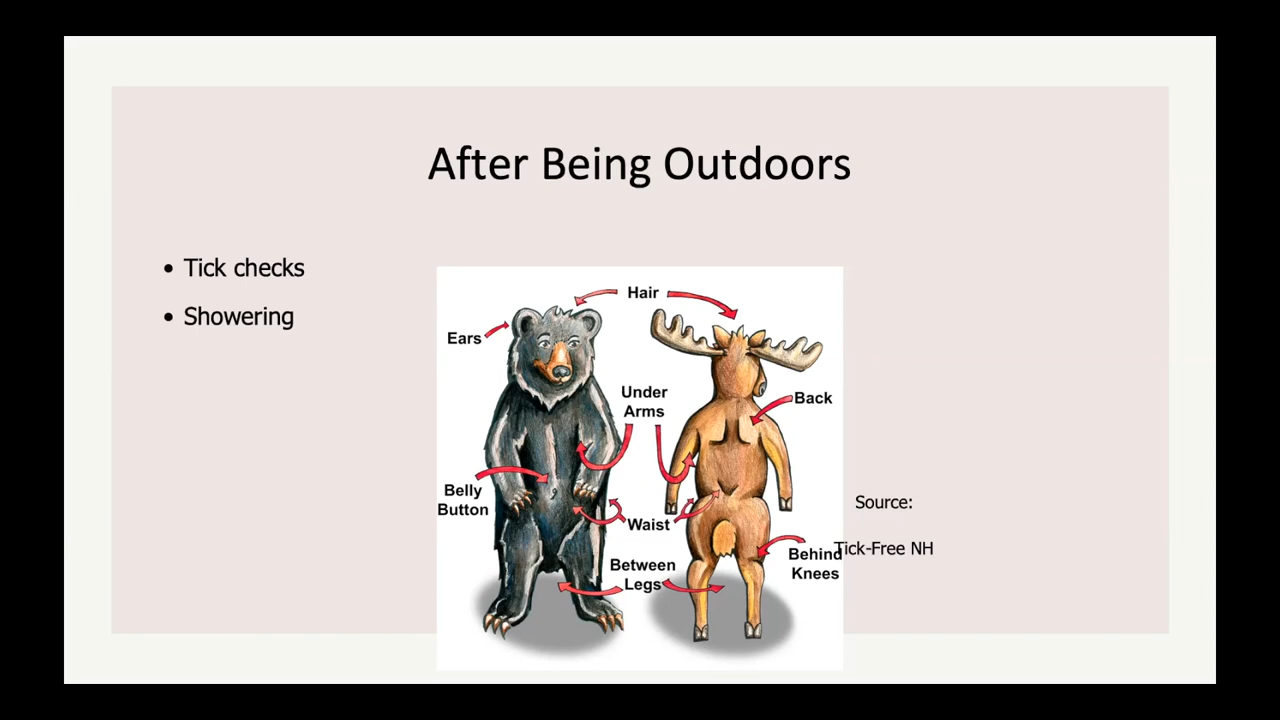 After Being Outdoors
• Tick checks
• Showering
Hair
Ears
Under
Arms
Back
Belly
Button
Waist
Between
Legs
Behind
Knees
Source:
Tick-Free NH